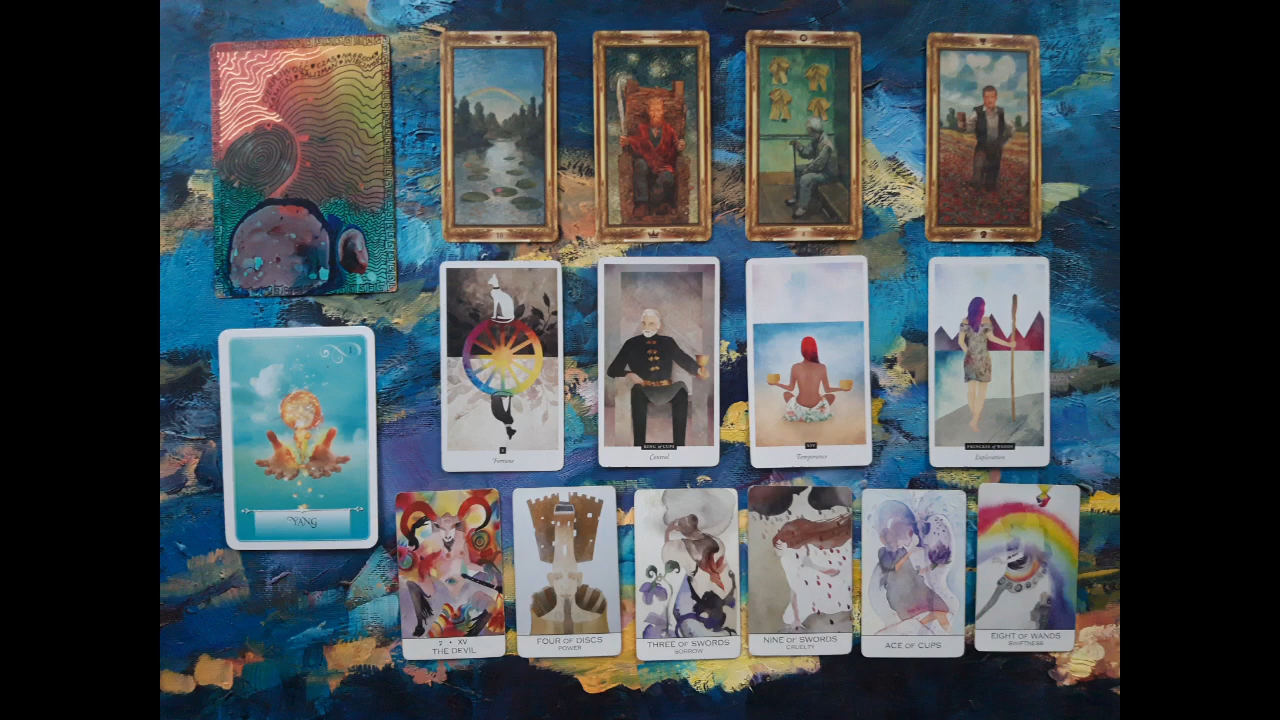 10
YANG
X
Fortune
KING of CUPS
Control
XIV
Temperance
PRINCESS of WANDS
Exploration
THE DEVIL
FOUR OF DISCS
POWER
THREE OF SWORDS
SORROW
NINE OF SWORDS
CRUELTY
ACE OF CUPS
EIGHT OF WANDS
SWIFTNESS